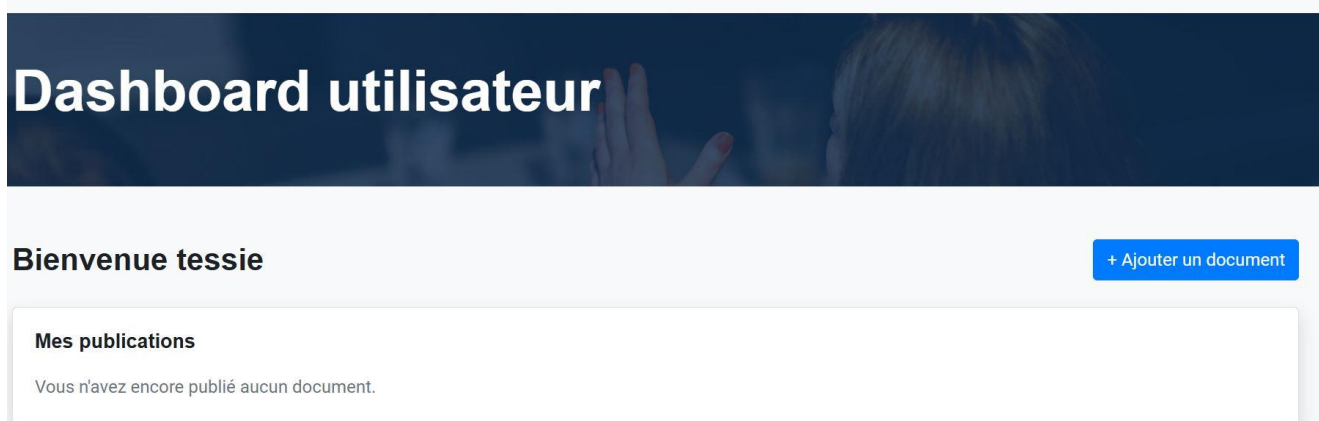 Dashboard utilisateur
Bienvenue tessie
+ Ajouter un document
Mes publications
Vous n'avez encore publié aucun document.